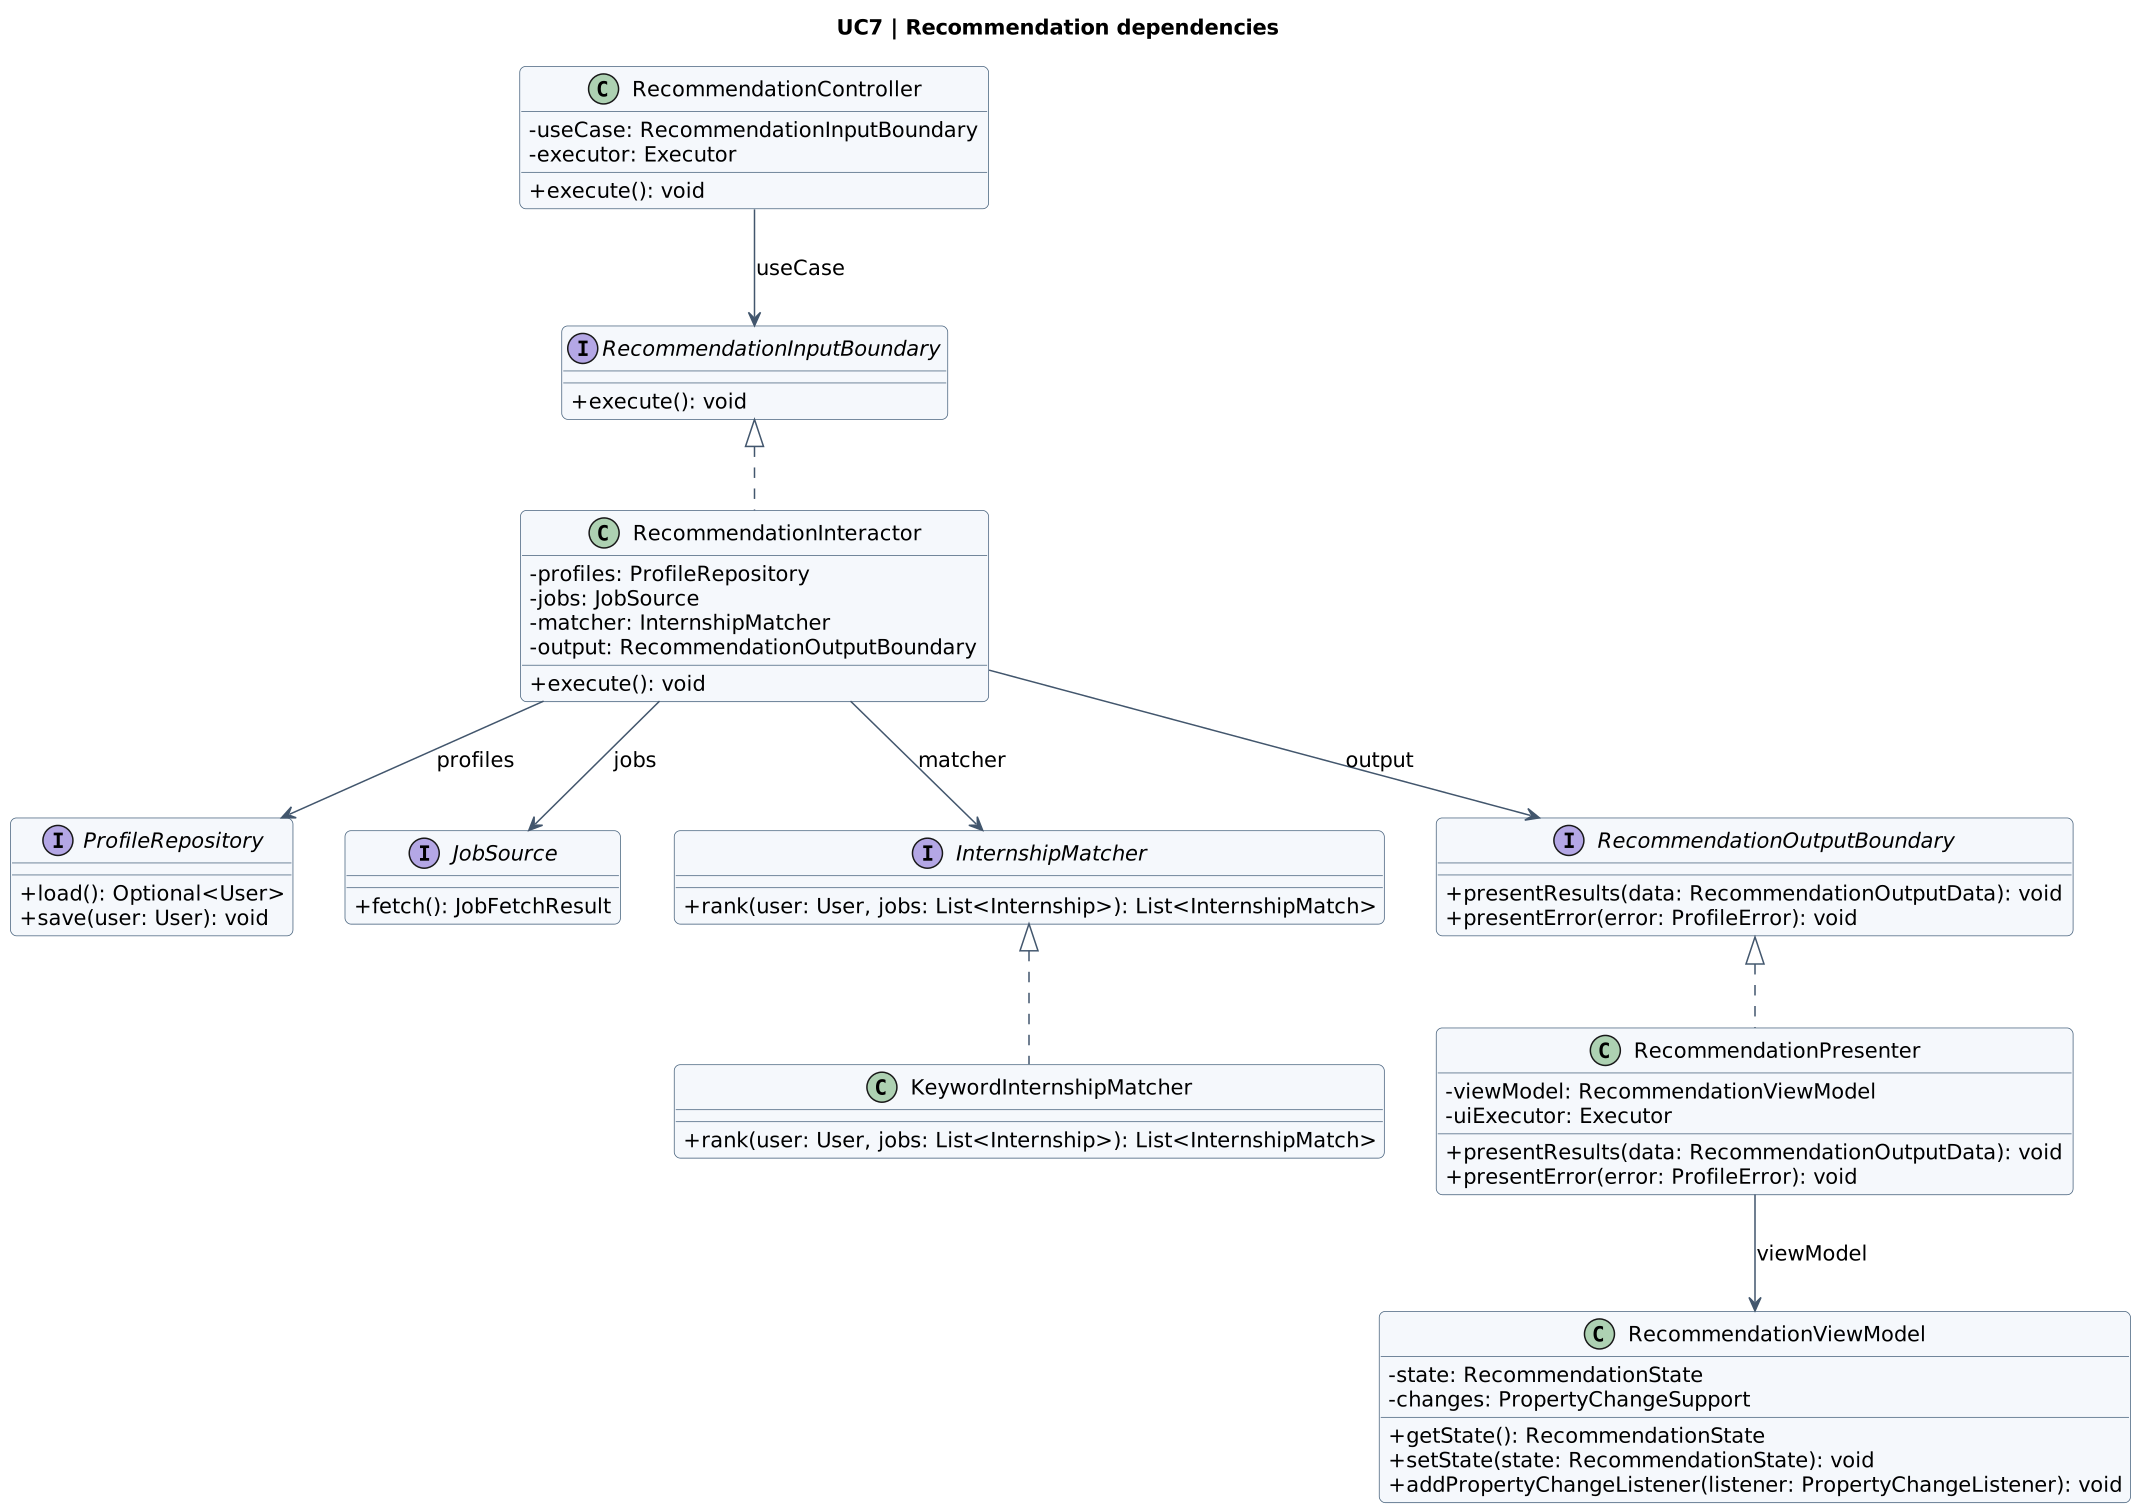 UC7 | Recommendation dependencies
C RecommendationController
-useCase: RecommendationInputBoundary
-executor: Executor
+execute(): void
useCase
I RecommendationInputBoundary
+execute(): void
C RecommendationInteractor
-profiles: ProfileRepository
-jobs: JobSource
-matcher: InternshipMatcher
-output: RecommendationOutputBoundary
+execute(): void
profiles
jobs
matcher
output
I ProfileRepository
+load(): Optional<User>
+save(user: User): void
I JobSource
+fetch(): JobFetchResult
I InternshipMatcher
+rank(user: User, jobs: List<Internship>): List<InternshipMatch>
I RecommendationOutputBoundary
+presentResults(data: RecommendationOutputData): void
+presentError(error: ProfileError): void
C KeywordInternshipMatcher
+rank(user: User, jobs: List<Internship>): List<InternshipMatch>
C RecommendationPresenter
-viewModel: RecommendationViewModel
-uiExecutor: Executor
+presentResults(data: RecommendationOutputData): void
+presentError(error: ProfileError): void
viewModel
C RecommendationViewModel
-state: RecommendationState
-changes: PropertyChangeSupport
+getState(): RecommendationState
+setState(state: RecommendationState): void
+addPropertyChangeListener(listener: PropertyChangeListener): void